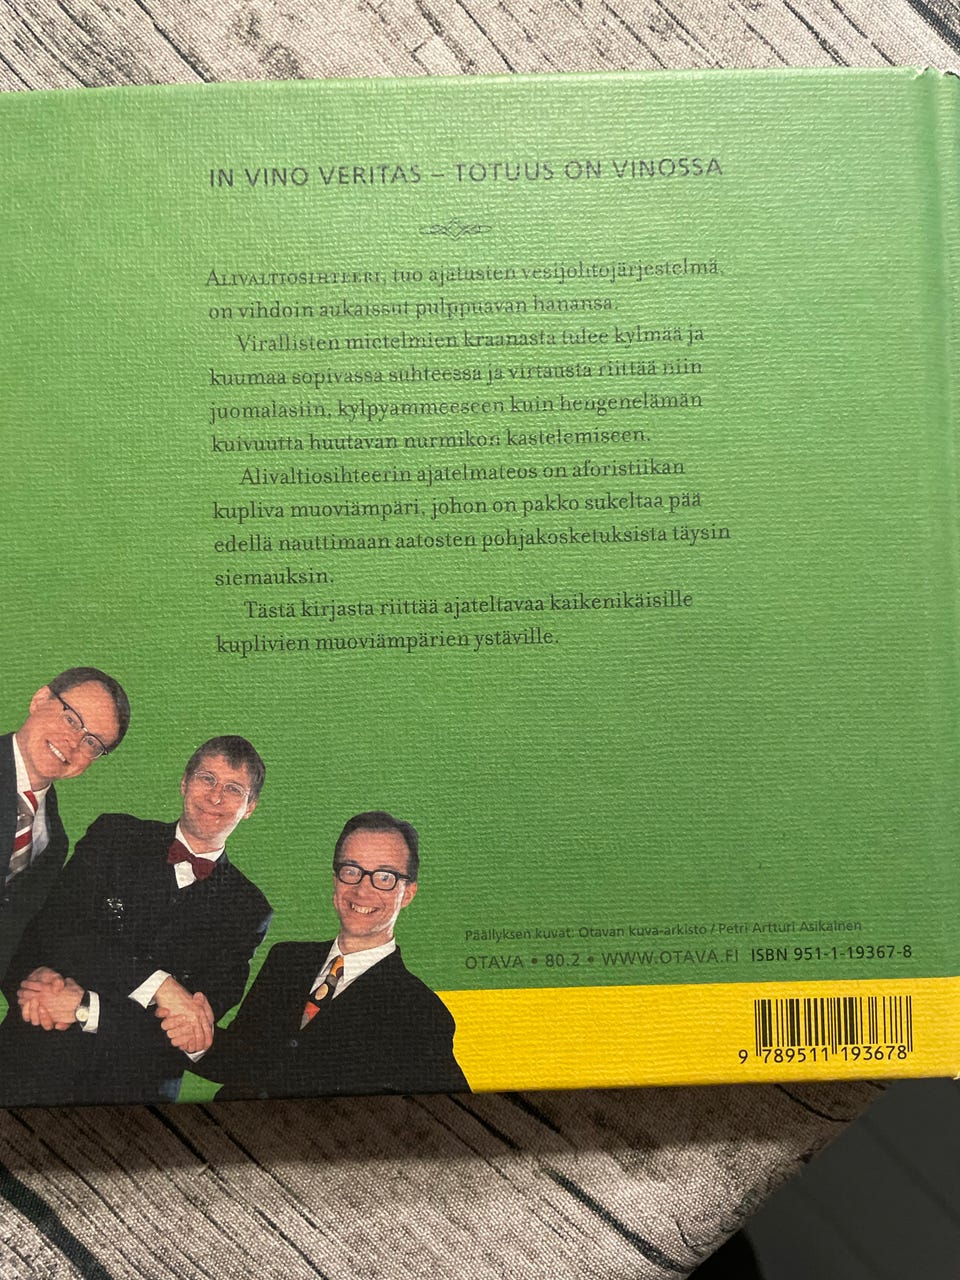 IN VINO VERITAS – TOTUUS ON VINOSSA
ALIVALTIOSIHTEERI, tuo ajatusten vesijohtojärjestelmä,
on vihdoin aukaissut pulppuavan hanansa.
Virallisten mietelmien kraanasta tulee kylmää ja
kuumaa sopivassa suhteessa ja virtausta riittää niin
juomalasiin, kylpyammeeseen kuin hengenelämän
kuivuutta huutavan nurmikon kastelemiseen.
Alivaltiosihteerin ajatelmateos on aforistiikan
kupliva muoviämpäri, johon on pakko sukeltaa pää
edellä nauttimaan aatosten pohjakosketuksista täysin
siemauksin.
Tästä kirjasta riittää ajateltavaa kaikenikäisille
kuplivien muoviämpärien ystäville.
Päällyksen kuvat: Otavan kuva-arkisto / Petri Artturi Asikainen
OTAVA • 80.2 • WWW.OTAVA.FI ISBN 951-1-19367-8
9 789511 193678